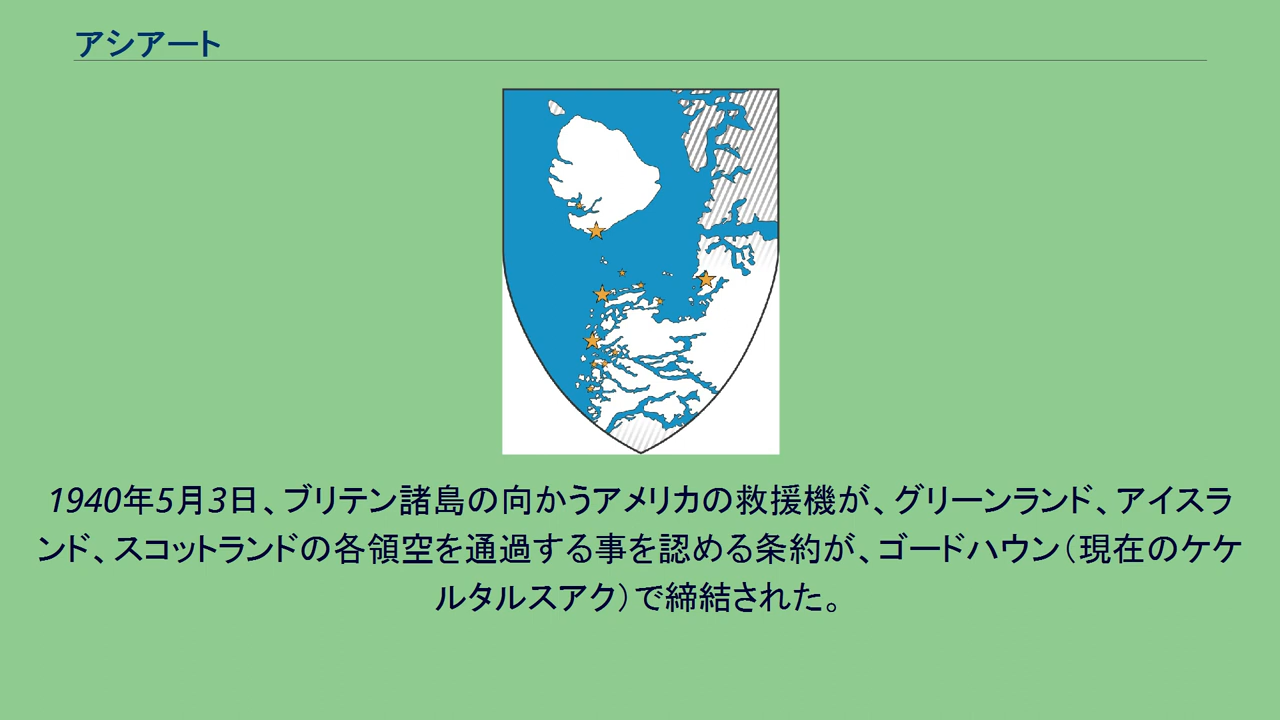 アシアート
1940年5月3日、ブリテン諸島の向かうアメリカの救援機が、グリーンランド、アイスラ
ンド、スコットランドの各領空を通過する事を認める条約が、ゴードハウン（現在のケケ
ルタルスアク）で締結された。